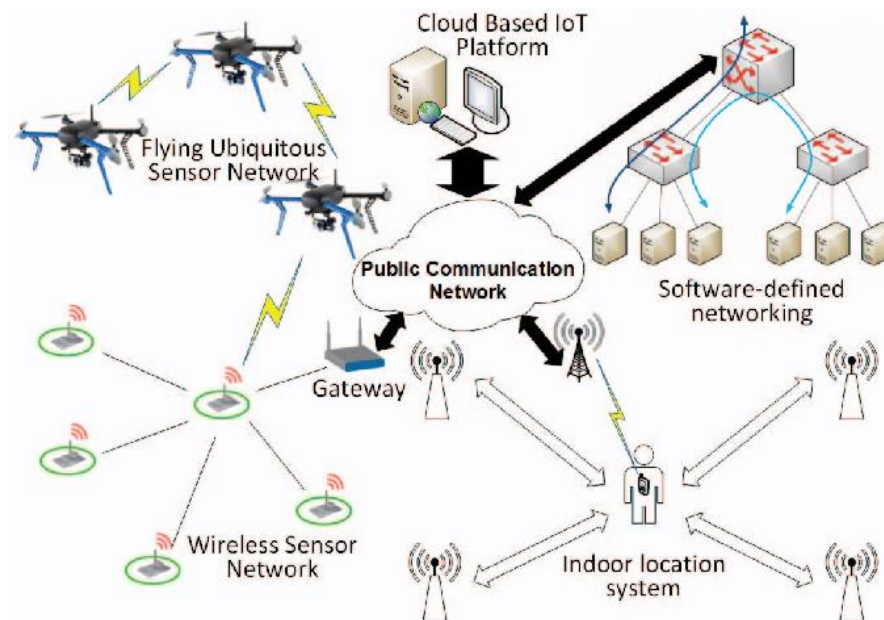 Cloud Based IoT
Platform
Flying Ubiquitous
Sensor Network
Public Communication
Network
Software-defined
networking
Gateway
Wireless Sensor
Network
Indoor location
system